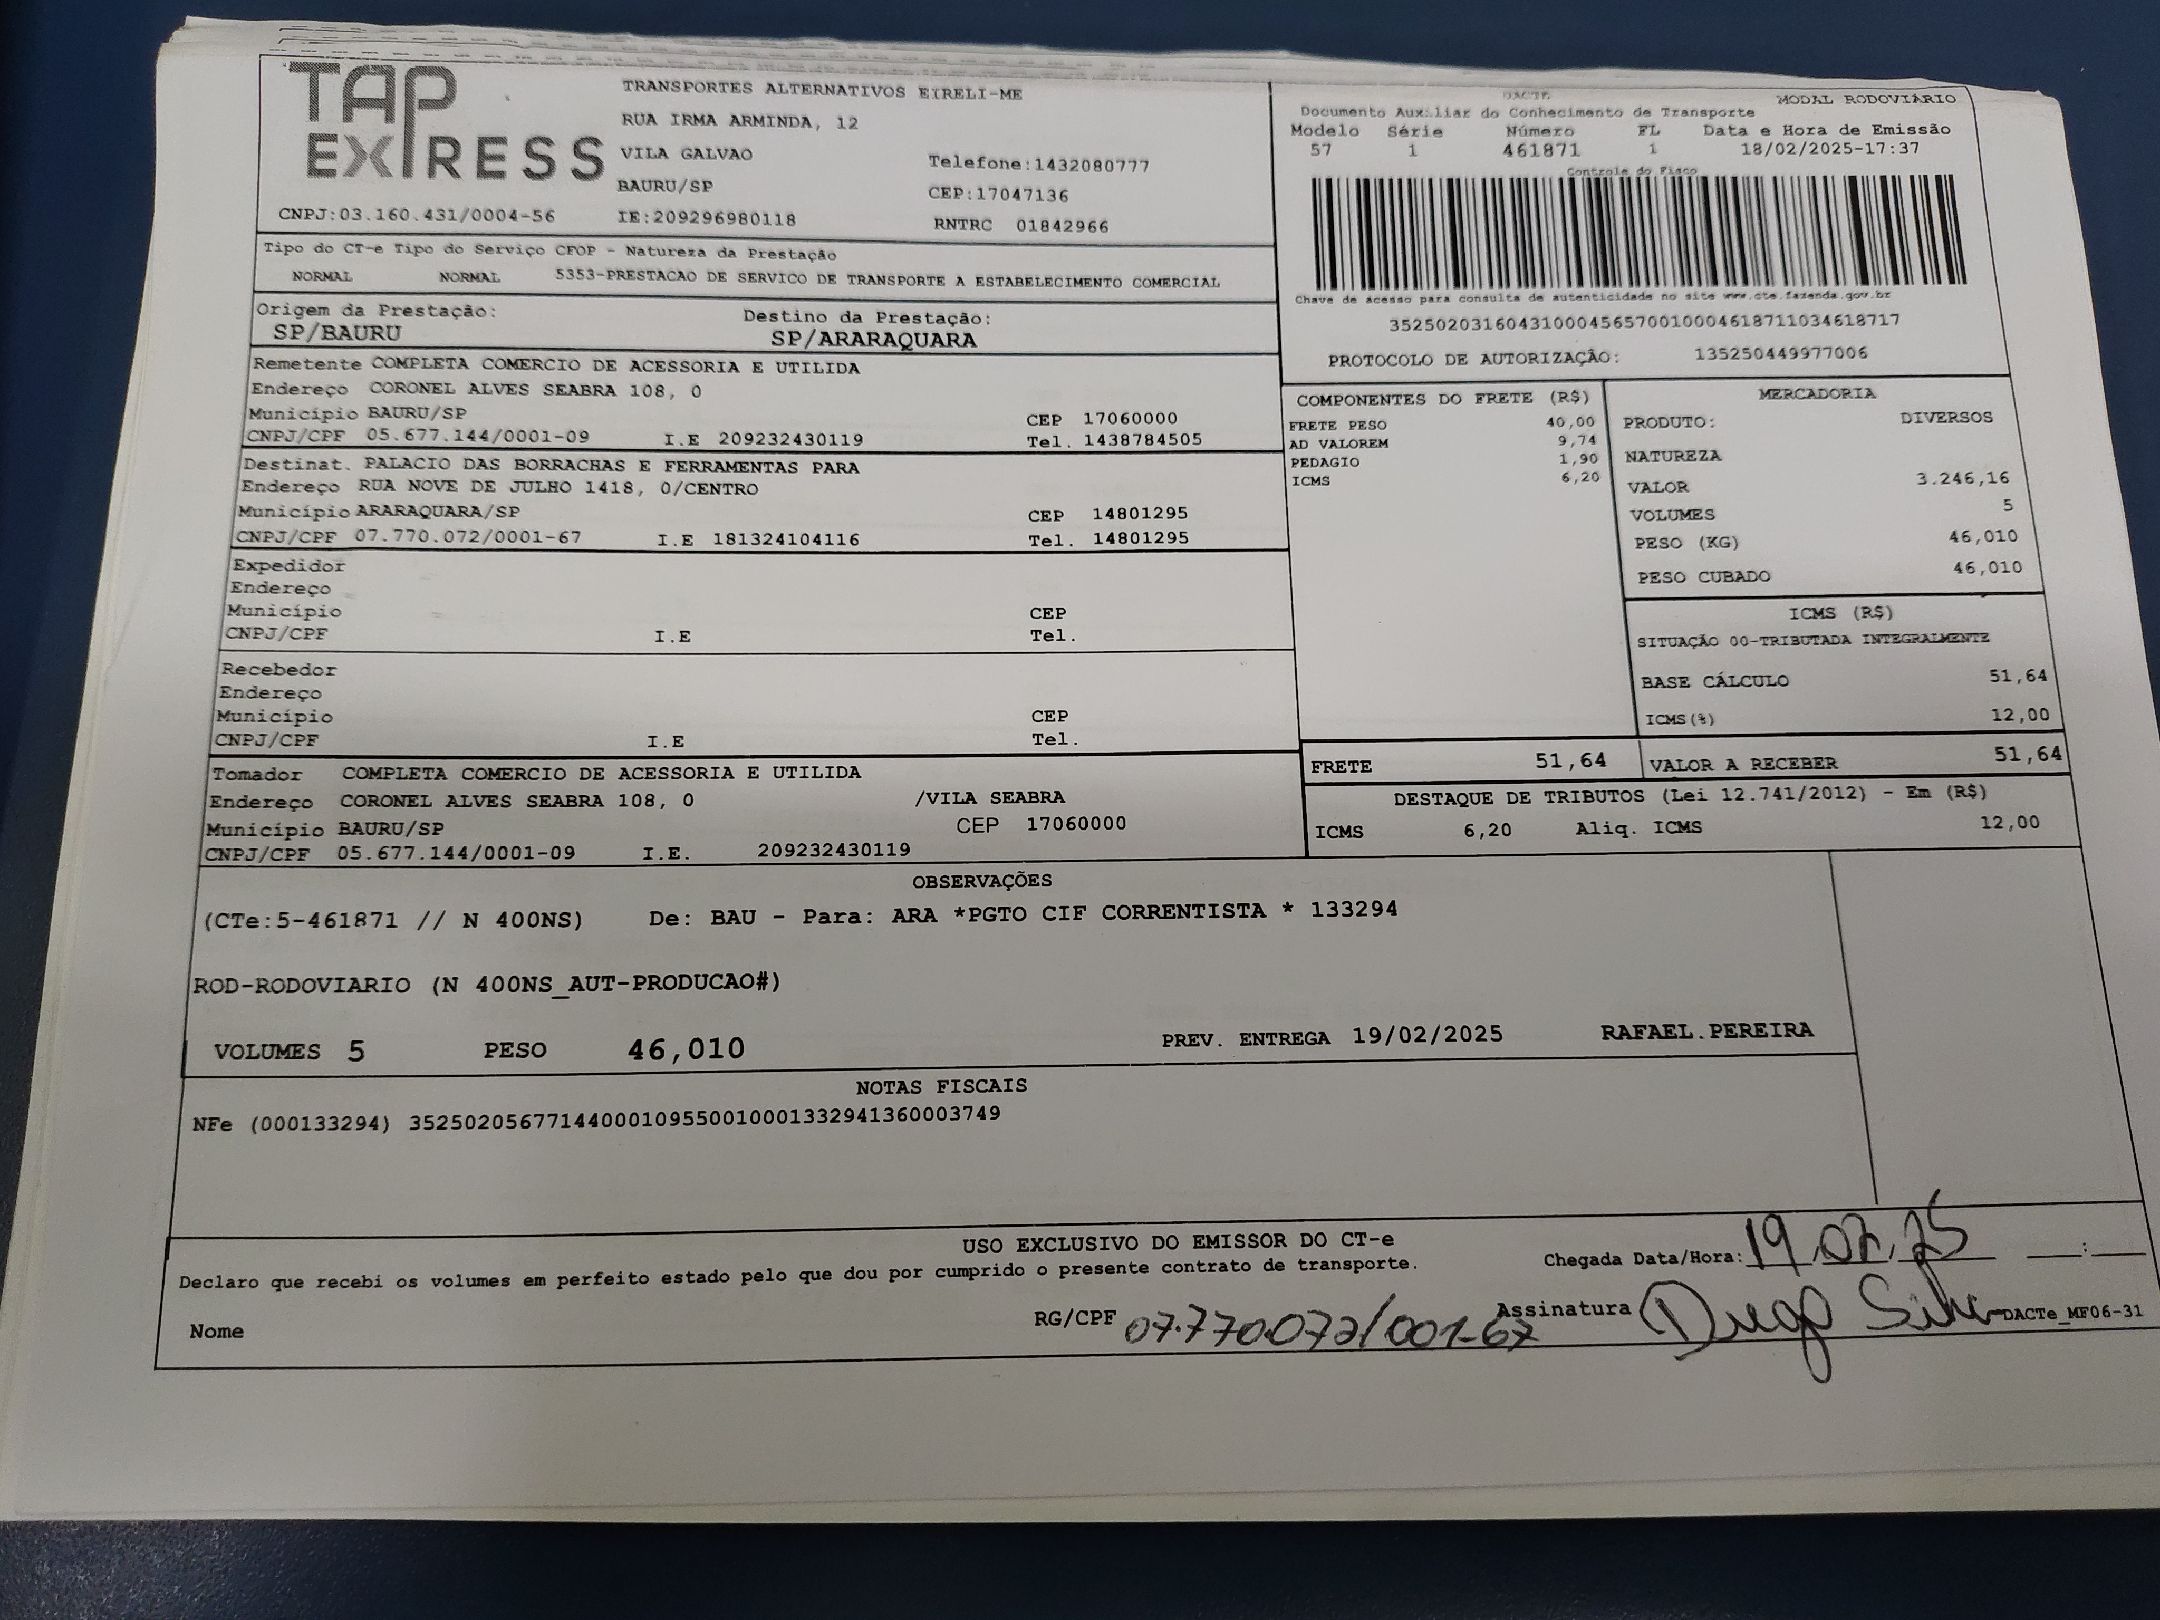 TAP
EXPRESS
TRANSPORTES ALTERNATIVOS EIRELI-ME
RUA IRMA ARMINDA, 12
VILA GALVAO
Telefone:1432080777
BAURU/SP
CEP:17047136
CNPJ:03.160.431/0004-56
IE:209296980118
RNTRC 01842966
DACTE
MODAL RODOVIÁRIO
Documento Auxiliar do Conhecimento de Transporte
Modelo Série Número FL Data e Hora de Emissão
57 1 461871 1 18/02/2025-17:37
Controle do Fisco
Chave de acesso para consulta de autenticidade no site www.cte.fazenda.gov.br
35250203160431000456570010004618711034618717
PROTOCOLO DE AUTORIZAÇÃO: 135250449977006
Tipo do CT-e Tipo do Serviço CFOP - Natureza da Prestação
NORMAL NORMAL 5353-PRESTACAO DE SERVICO DE TRANSPORTE A ESTABELECIMENTO COMERCIAL
Origem da Prestação: Destino da Prestação:
SP/BAURU SP/ARARAQUARA
Remetente COMPLETA COMERCIO DE ACESSORIA E UTILIDA
Endereço CORONEL ALVES SEABRA 108, 0
Município BAURU/SP CEP 17060000
CNPJ/CPF 05.677.144/0001-09 I.E 209232430119 Tel. 1438784505
Destinat. PALACIO DAS BORRACHAS E FERRAMENTAS PARA
Endereço RUA NOVE DE JULHO 1418, 0/CENTRO
Município ARARAQUARA/SP CEP 14801295
CNPJ/CPF 07.770.072/0001-67 I.E 181324104116 Tel. 14801295
Expedidor
Endereço
Município CEP
CNPJ/CPF I.E Tel.
Recebedor
Endereço
Município CEP
CNPJ/CPF I.E Tel.
Tomador COMPLETA COMERCIO DE ACESSORIA E UTILIDA
Endereço CORONEL ALVES SEABRA 108, 0 /VILA SEABRA
Município BAURU/SP CEP 17060000
CNPJ/CPF 05.677.144/0001-09 I.E. 209232430119
COMPONENTES DO FRETE (R$)
FRETE PESO 40,00
AD VALOREM 9,74
PEDAGIO 1,90
ICMS 6,20
MERCADORIA
PRODUTO: DIVERSOS
NATUREZA
VALOR 3.246,16
VOLUMES 5
PESO (KG) 46,010
PESO CUBADO 46,010
ICMS (R$)
SITUAÇÃO 00-TRIBUTADA INTEGRALMENTE
BASE CÁLCULO 51,64
ICMS(%) 12,00
FRETE 51,64 VALOR A RECEBER 51,64
DESTAQUE DE TRIBUTOS (Lei 12.741/2012) - Em (R$)
ICMS 6,20 Aliq. ICMS 12,00
OBSERVAÇÕES
(CTe:5-461871 // N 400NS) De: BAU - Para: ARA *PGTO CIF CORRENTISTA * 133294
ROD-RODOVIARIO (N 400NS_AUT-PRODUCAO#)
VOLUMES 5 PESO 46,010 PREV. ENTREGA 19/02/2025 RAFAEL.PEREIRA
NOTAS FISCAIS
NFe (000133294) 35250205677144000109550010001332941360003749
USO EXCLUSIVO DO EMISSOR DO CT-e
Declaro que recebi os volumes em perfeito estado pelo que dou por cumprido o presente contrato de transporte.
Chegada Data/Hora: 19.02.25 __:__
Nome RG/CPF 07.770.072/001-67 Assinatura Diego Silva DACTe_MF06-31